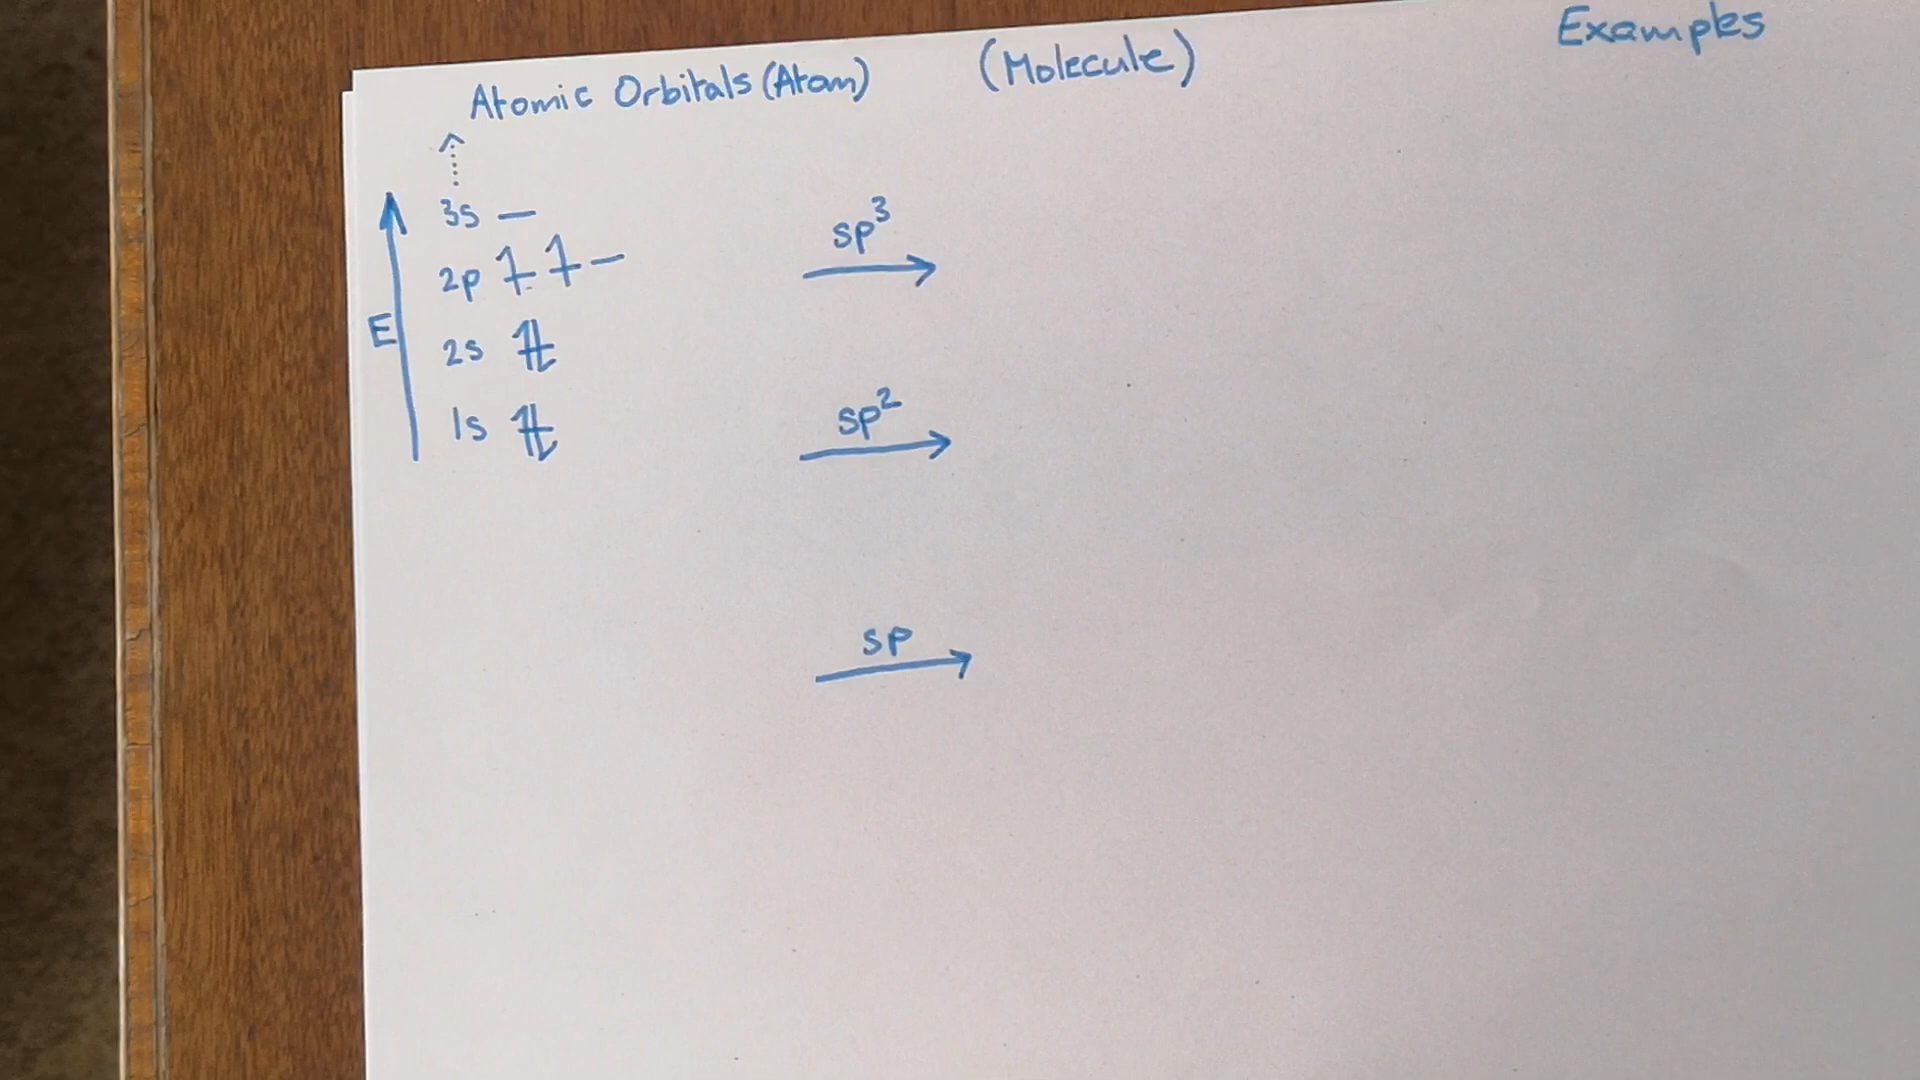 Atomic Orbitals (Atom) (Molecule) Examples
3s
2p ↿ ↿
2s ↿⇂
1s ↿⇂
E
sp³
sp²
sp